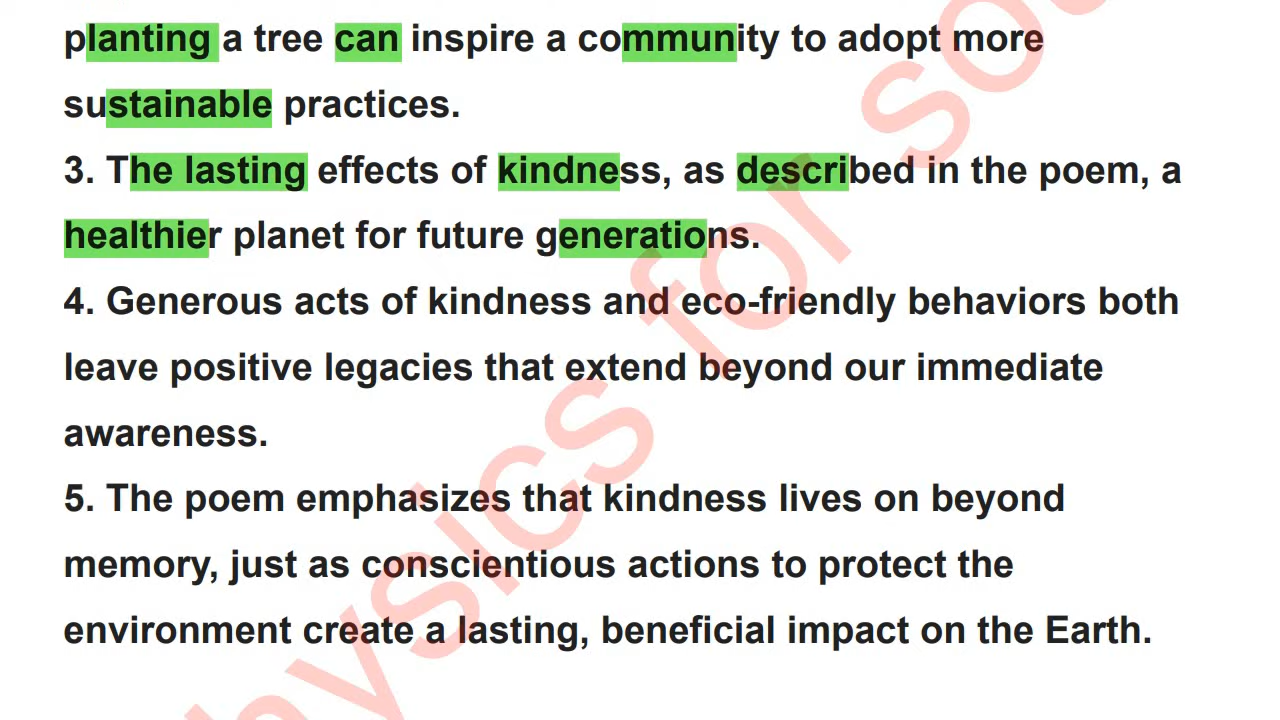 planting a tree can inspire a community to adopt more
sustainable practices.
3. The lasting effects of kindness, as described in the poem, a
healthier planet for future generations.
4. Generous acts of kindness and eco-friendly behaviors both
leave positive legacies that extend beyond our immediate
awareness.
5. The poem emphasizes that kindness lives on beyond
memory, just as conscientious actions to protect the
environment create a lasting, beneficial impact on the Earth.
hysics for